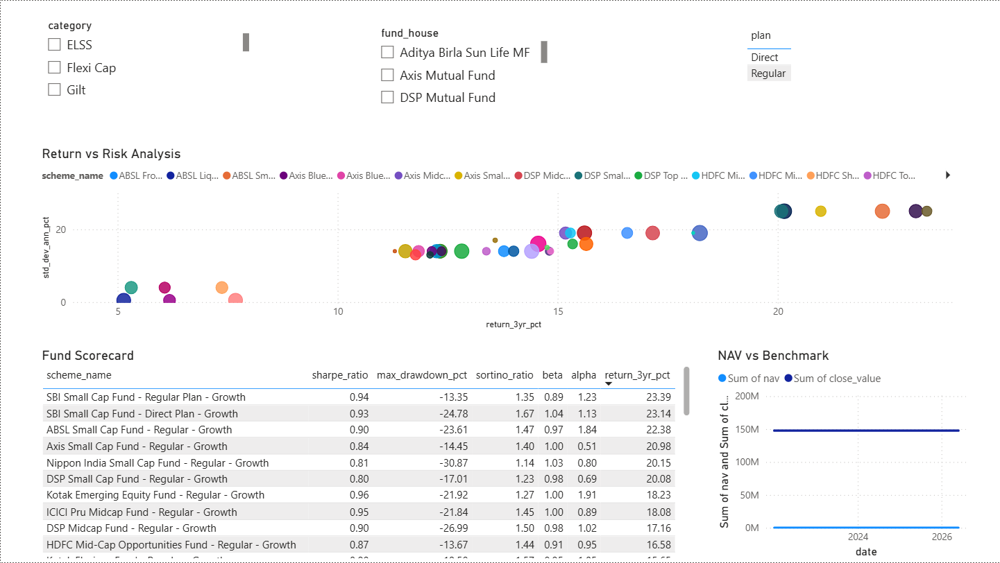 category
ELSS
Flexi Cap
Gilt
fund_house
Aditya Birla Sun Life MF
Axis Mutual Fund
DSP Mutual Fund
plan
Direct
Regular
Return vs Risk Analysis
scheme_name ABSL Fro... ABSL Liq... ABSL Sm... Axis Blue... Axis Blue... Axis Midc... Axis Smal... DSP Midc... DSP Smal... DSP Top ... HDFC Mi... HDFC Mi... HDFC Sh... HDFC To...
std_dev_ann_pct
20
0
5 10 15 20
return_3yr_pct
Fund Scorecard
scheme_name sharpe_ratio max_drawdown_pct sortino_ratio beta alpha return_3yr_pct
SBI Small Cap Fund - Regular Plan - Growth 0.94 -13.35 1.35 0.89 1.23 23.39
SBI Small Cap Fund - Direct Plan - Growth 0.93 -24.78 1.67 1.04 1.13 23.14
ABSL Small Cap Fund - Regular - Growth 0.90 -23.61 1.47 0.97 1.84 22.38
Axis Small Cap Fund - Regular - Growth 0.84 -14.45 1.40 1.00 0.51 20.98
Nippon India Small Cap Fund - Regular - Growth 0.81 -30.87 1.14 1.03 0.80 20.15
DSP Small Cap Fund - Regular - Growth 0.80 -17.01 1.23 0.98 0.69 20.08
Kotak Emerging Equity Fund - Regular - Growth 0.96 -21.92 1.27 1.00 1.91 18.23
ICICI Pru Midcap Fund - Regular - Growth 0.95 -21.84 1.45 1.00 0.89 18.08
DSP Midcap Fund - Regular - Growth 0.90 -26.99 1.50 0.98 1.02 17.16
HDFC Mid-Cap Opportunities Fund - Regular - Growth 0.87 -13.67 1.44 0.91 0.95 16.58
NAV vs Benchmark
Sum of nav Sum of close_value
Sum of nav and Sum of cl...
200M
150M
100M
50M
0M
2024 2026
date